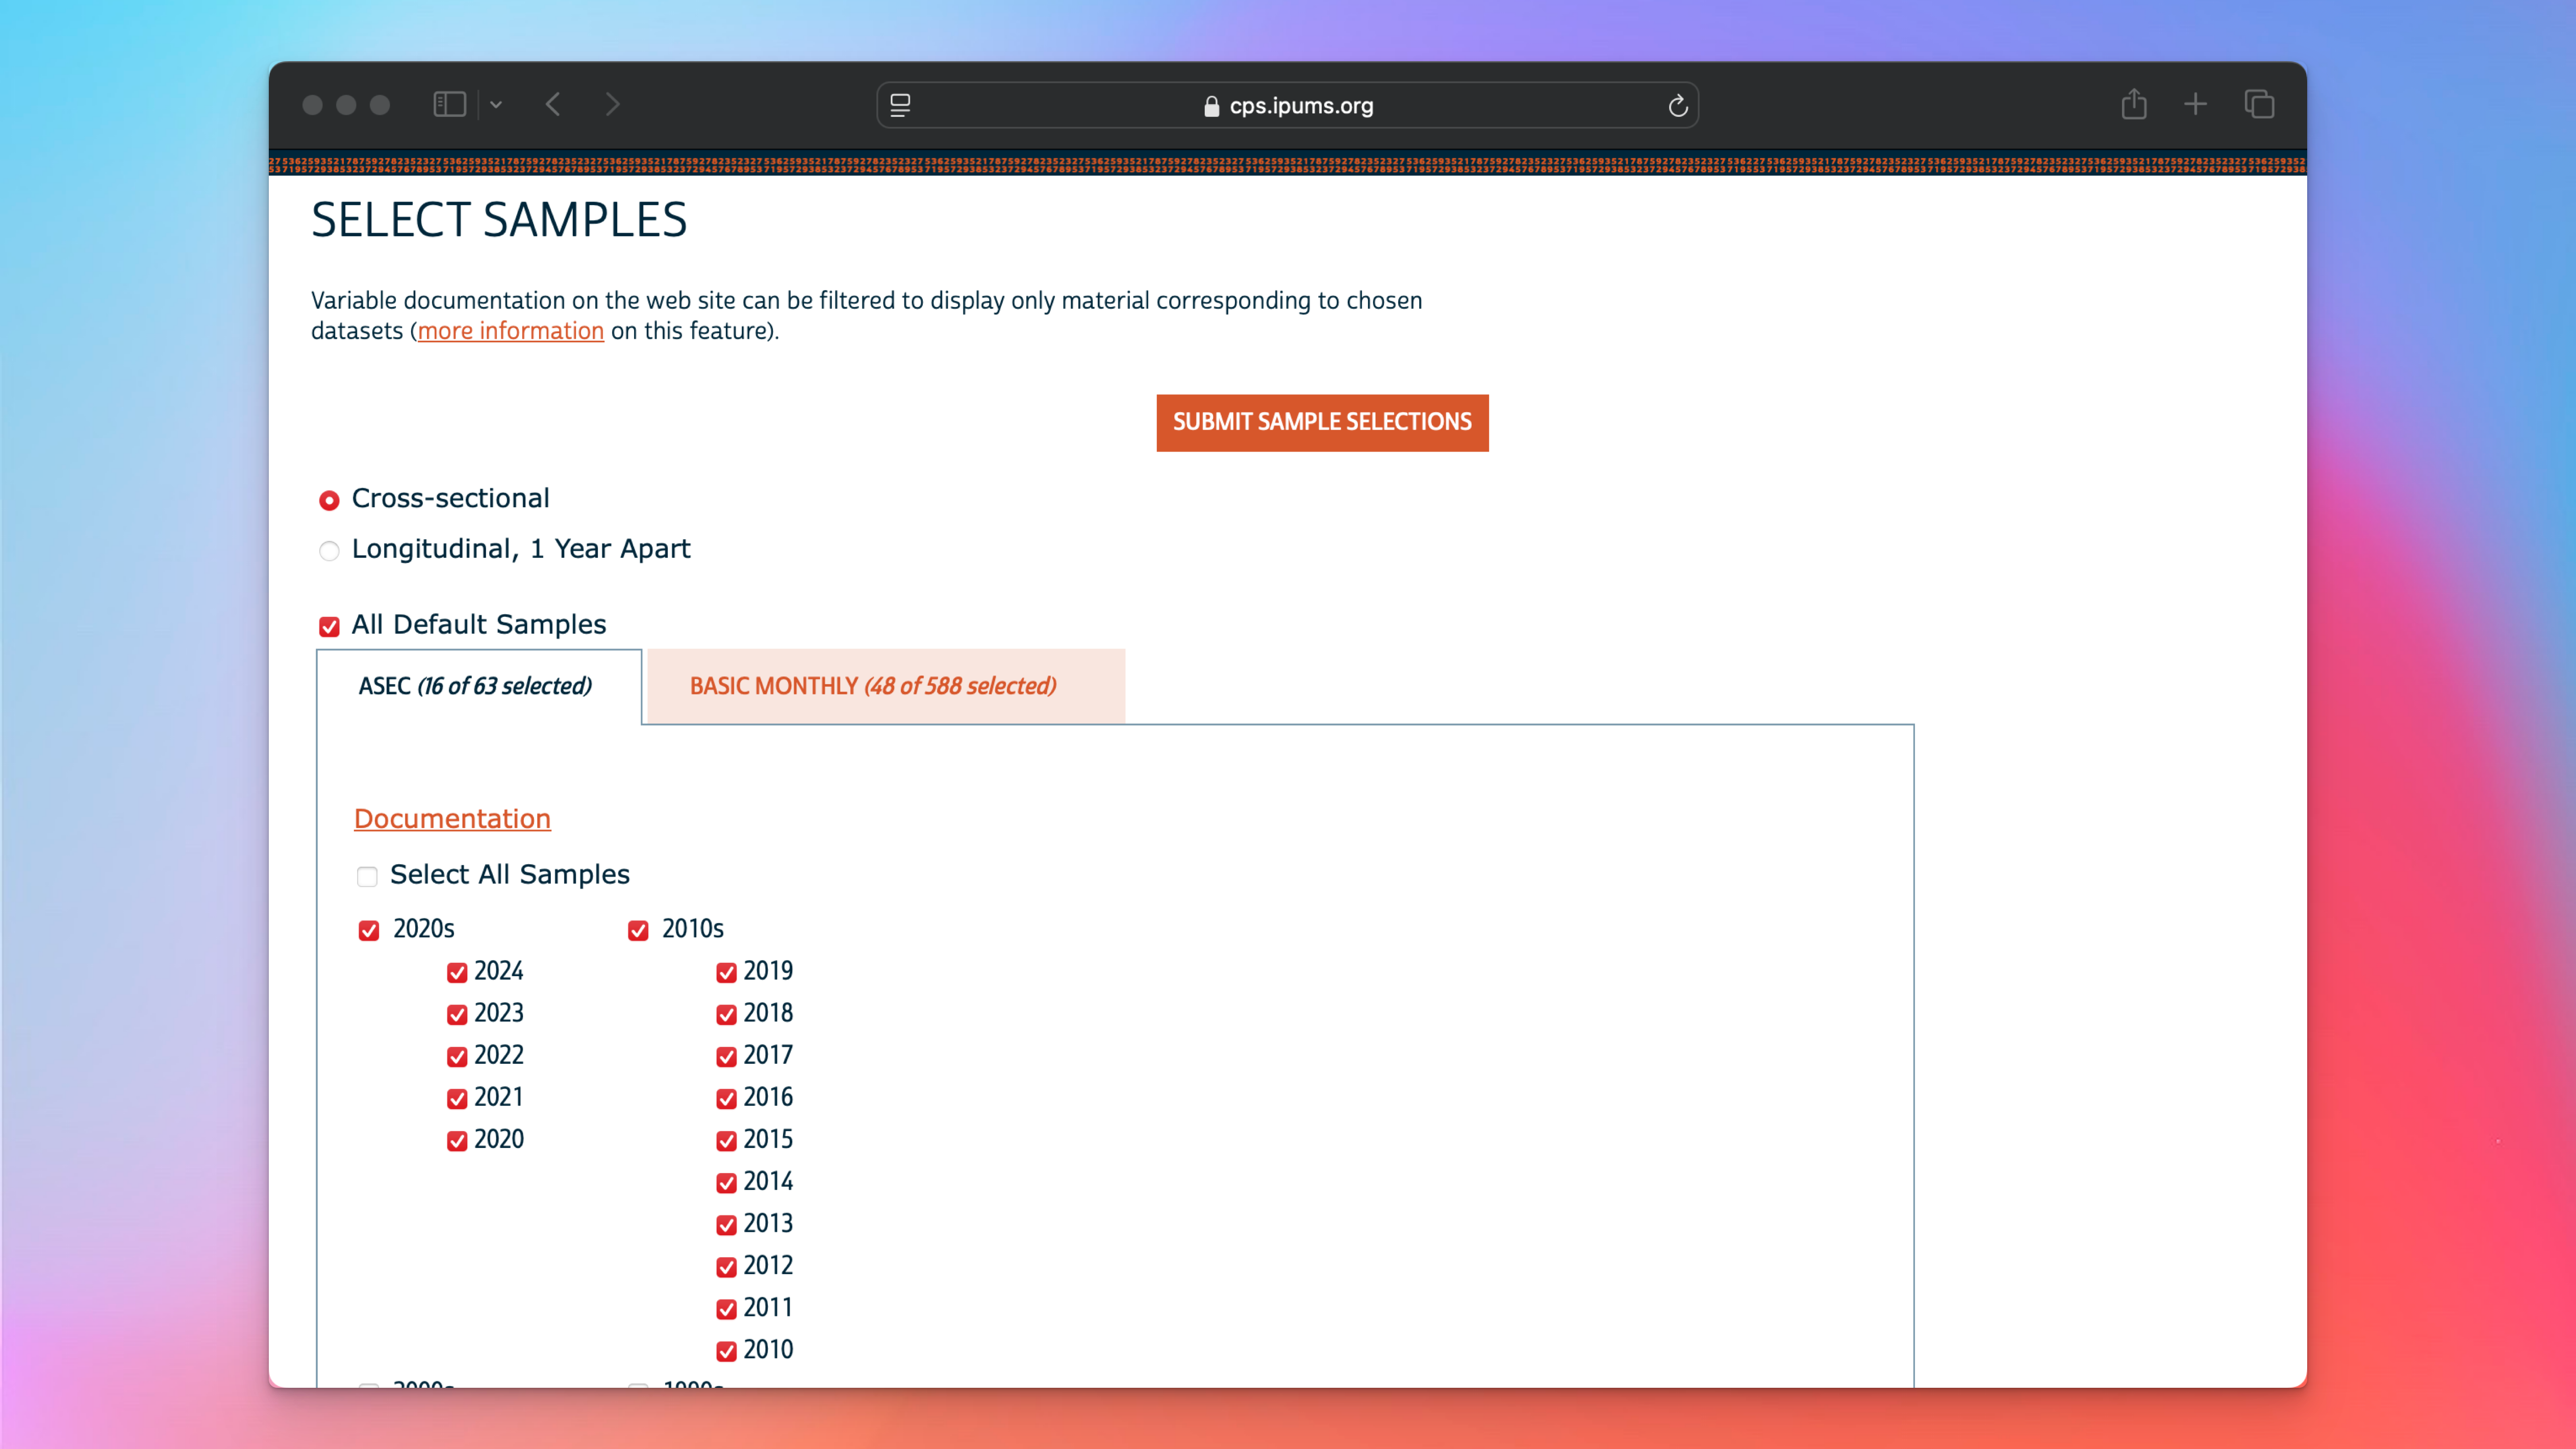 cps.ipums.org
SELECT SAMPLES
Variable documentation on the web site can be filtered to display only material corresponding to chosen
datasets (more information on this feature).
SUBMIT SAMPLE SELECTIONS
Cross-sectional
Longitudinal, 1 Year Apart
All Default Samples
ASEC (16 of 63 selected)
BASIC MONTHLY (48 of 588 selected)
Documentation
Select All Samples
2020s
2010s
2024
2019
2023
2018
2022
2017
2021
2016
2020
2015
2014
2013
2012
2011
2010
2000s
1990s